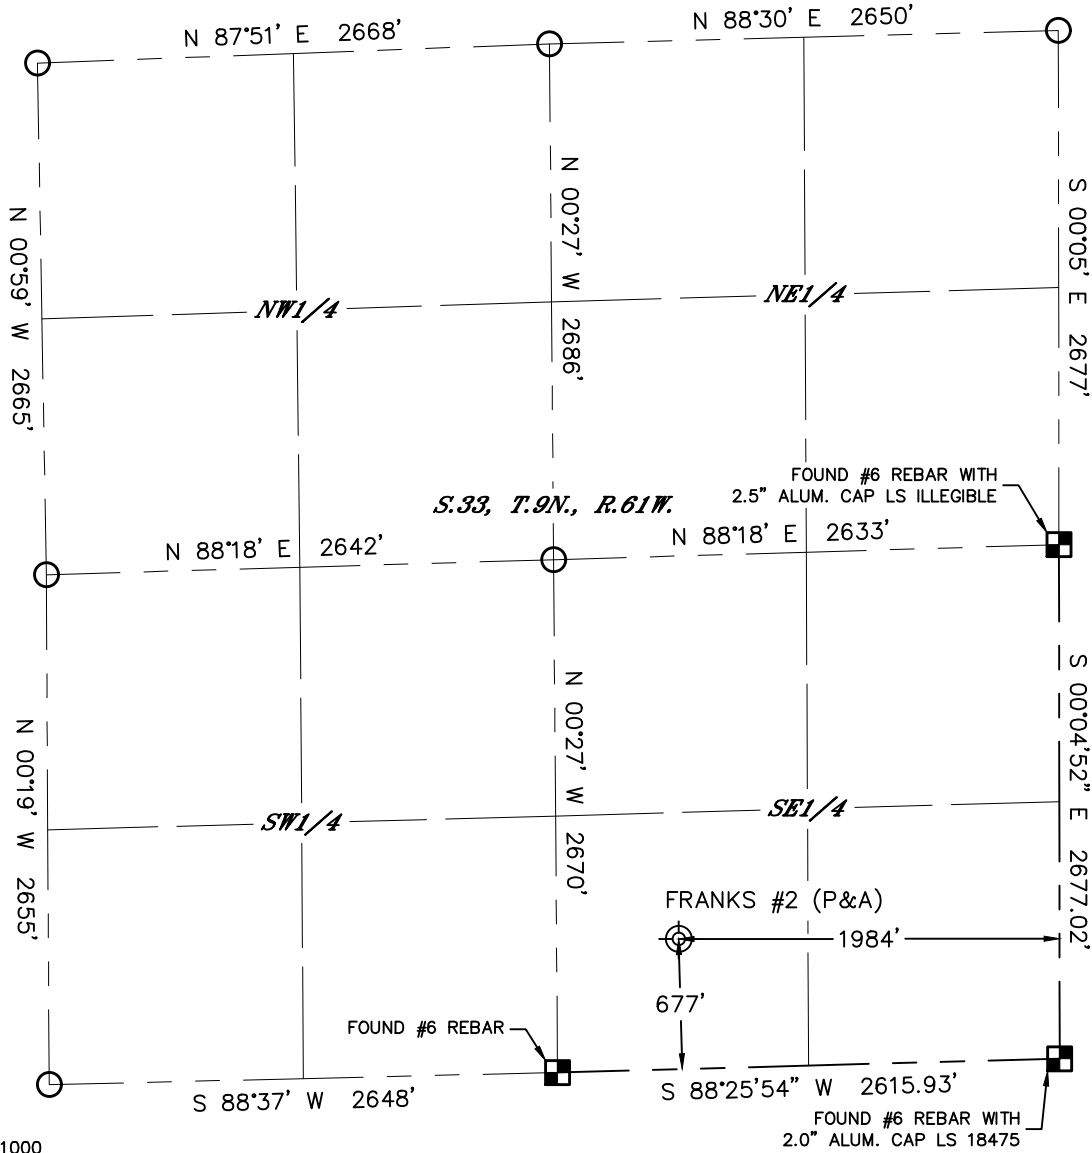 N 87°51' E 2668'
N 88°30' E 2650'
N 00°59' W 2665'
N 00°27' W 2686'
S 00°05' E 2677'
NW1/4
NE1/4
FOUND #6 REBAR WITH
2.5" ALUM. CAP LS ILLEGIBLE
S.33, T.9N., R.61W.
N 88°18' E 2642'
N 88°18' E 2633'
N 00°19' W 2655'
N 00°27' W 2670'
S 00°04'52" E 2677.02'
SW1/4
SE1/4
FRANKS #2 (P&A)
1984'
677'
FOUND #6 REBAR
S 88°37' W 2648'
S 88°25'54" W 2615.93'
FOUND #6 REBAR WITH
2.0" ALUM. CAP LS 18475
1000